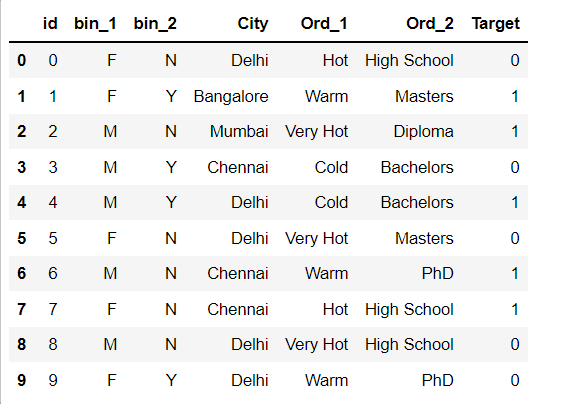 id bin_1 bin_2 City Ord_1 Ord_2 Target
0 0 F N Delhi Hot High School 0
1 1 F Y Bangalore Warm Masters 1
2 2 M N Mumbai Very Hot Diploma 1
3 3 M Y Chennai Cold Bachelors 0
4 4 M Y Delhi Cold Bachelors 1
5 5 F N Delhi Very Hot Masters 0
6 6 M N Chennai Warm PhD 1
7 7 F N Chennai Hot High School 1
8 8 M N Delhi Very Hot High School 0
9 9 F Y Delhi Warm PhD 0